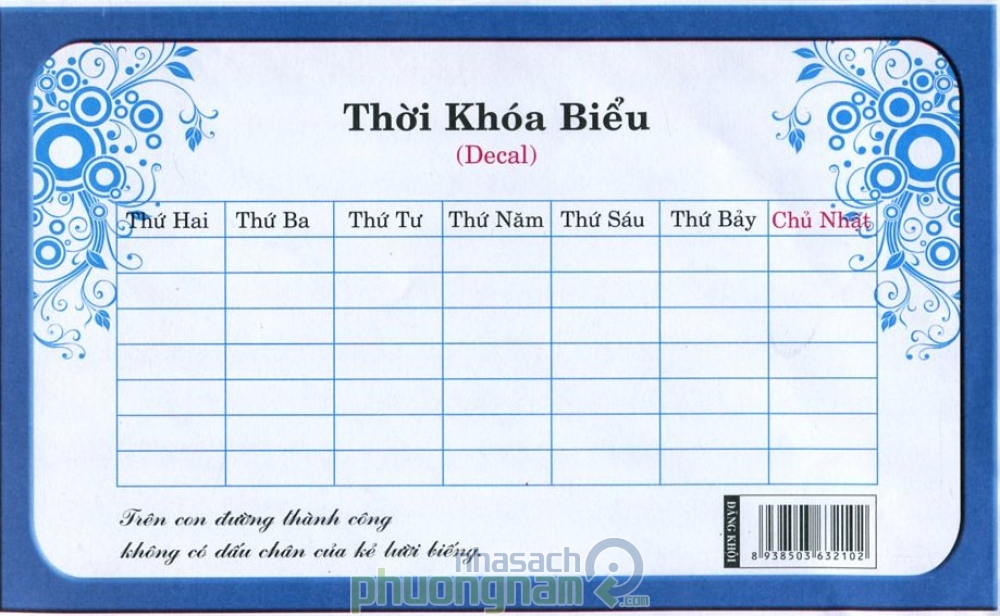 Thời Khóa Biểu
(Decal)
Thứ Hai Thứ Ba Thứ Tư Thứ Năm Thứ Sáu Thứ Bảy Chủ Nhật
Trên con đường thành công
không có dấu chân của kẻ lười biếng.
ĐĂNG KHÔI
8 938503 632102
nhasach
phuongnam
.com